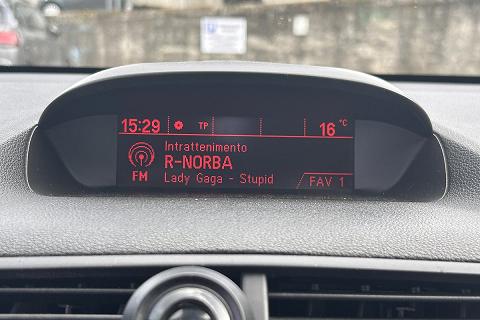 15:29 TP 16 °C
Intrattenimento
R-NORBA
FM Lady Gaga - Stupid FAV 1